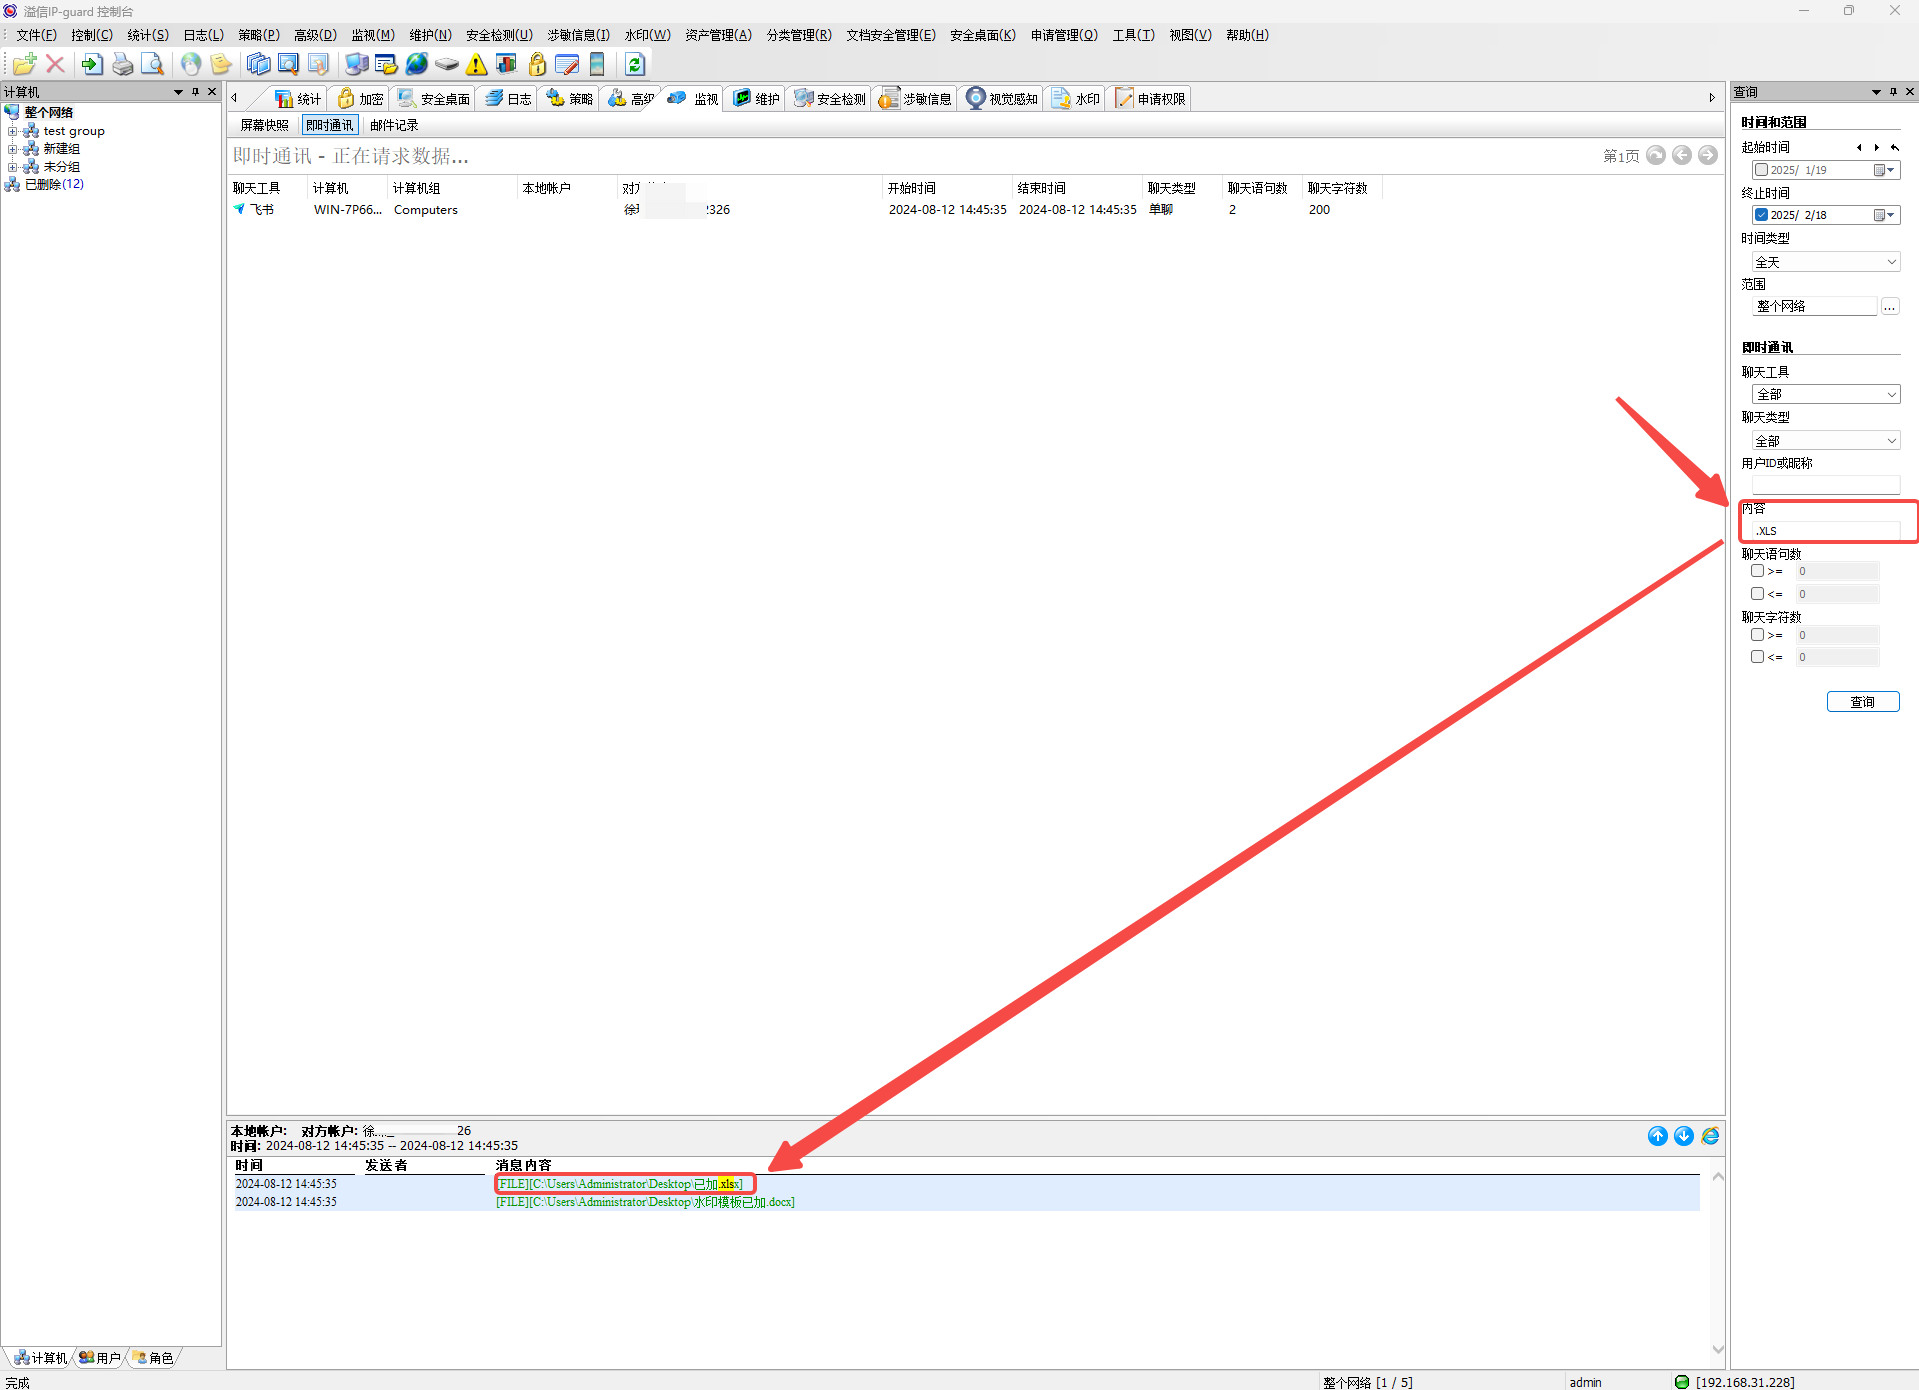 溢信IP-guard 控制台
文件(F) 控制(C) 统计(S) 日志(L) 策略(P) 高级(D) 监视(M) 维护(N) 安全检测(U) 涉敏信息(I) 水印(W) 资产管理(A) 分类管理(R) 文档安全管理(E) 安全桌面(K) 申请管理(Q) 工具(T) 视图(V) 帮助(H)
计算机
整个网络
test group
新建组
未分组
已删除(12)
统计 加密 安全桌面 日志 策略 高级 监视 维护 安全检测 涉敏信息 视觉感知 水印 申请权限
屏幕快照 即时通讯 邮件记录
即时通讯 - 正在请求数据...
第1页
聊天工具 计算机 计算机组 本地帐户 对 开始时间 结束时间 聊天类型 聊天语句数 聊天字符数
飞书 WIN-7P66... Computers 徐 2326 2024-08-12 14:45:35 2024-08-12 14:45:35 单聊 2 200
本地帐户: 对方帐户: 徐 26
时间: 2024-08-12 14:45:35 -- 2024-08-12 14:45:35
时间 发送者 消息内容
2024-08-12 14:45:35 [FILE][C:\Users\Administrator\Desktop\已加.xlsx]
2024-08-12 14:45:35 [FILE][C:\Users\Administrator\Desktop\水印模板已加.docx]
查询
时间和范围
起始时间
2025/ 1/19
终止时间
2025/ 2/18
时间类型
全天
范围
整个网络 ...
即时通讯
聊天工具
全部
聊天类型
全部
用户ID或昵称
内容
.XLS
聊天语句数
>= 0
<= 0
聊天字符数
>= 0
<= 0
查询
计算机 用户 角色
完成 整个网络 [1 / 5] admin [192.168.31.228]